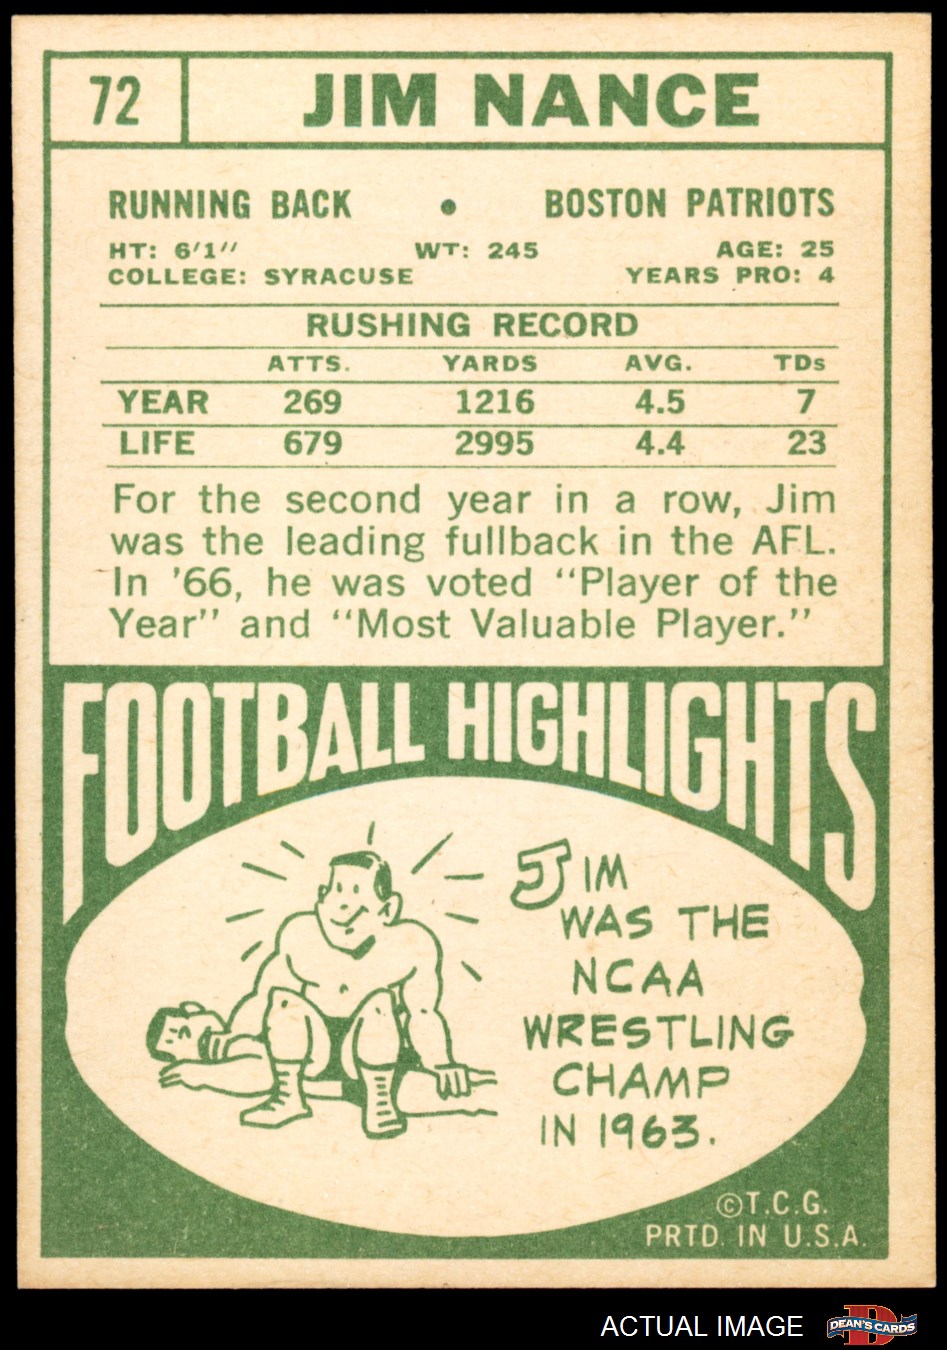 72 JIM NANCE
RUNNING BACK • BOSTON PATRIOTS
HT: 6'1" WT: 245 AGE: 25
COLLEGE: SYRACUSE YEARS PRO: 4
RUSHING RECORD
ATTS. YARDS AVG. TDs
YEAR 269 1216 4.5 7
LIFE 679 2995 4.4 23
For the second year in a row, Jim
was the leading fullback in the AFL.
In '66, he was voted “Player of the
Year” and “Most Valuable Player.”
FOOTBALL HIGHLIGHTS
JIM
WAS THE
NCAA
WRESTLING
CHAMP
IN 1963.
©T.C.G.
PRTD. IN U.S.A.
ACTUAL IMAGE
D
DEAN'S CARDS